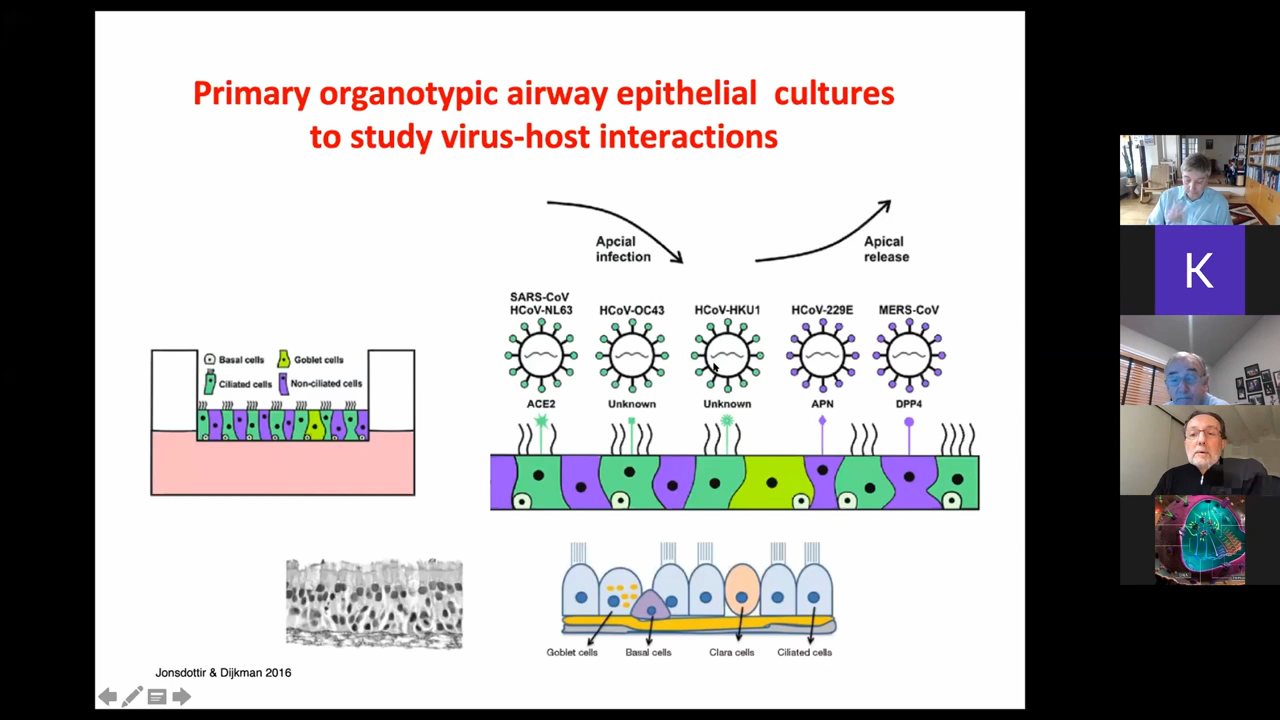 Primary organotypic airway epithelial cultures
to study virus-host interactions
Apcial
infection
Apical
release
SARS-CoV
HCoV-NL63
HCoV-OC43
HCoV-HKU1
HCoV-229E
MERS-CoV
ACE2
Unknown
Unknown
APN
DPP4
Basal cells
Goblet cells
Ciliated cells
Non-ciliated cells
Goblet cells
Basal cells
Clara cells
Ciliated cells
Jonsdottir & Dijkman 2016
K